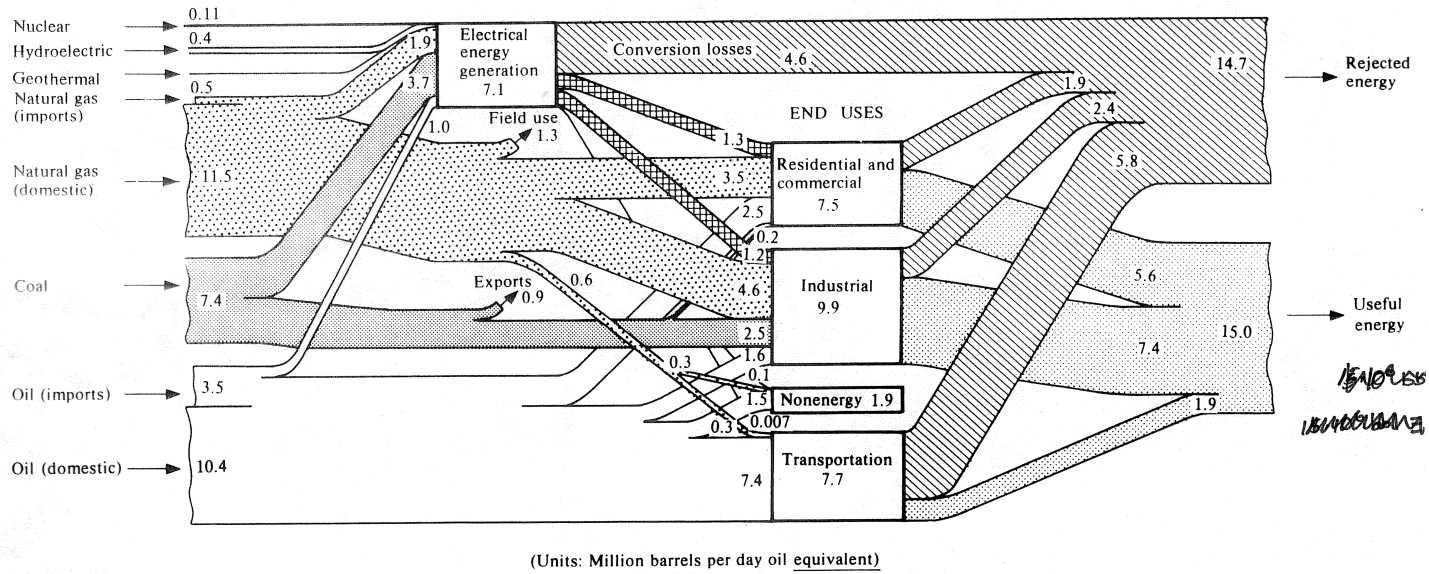 Nuclear
0.11
Hydroelectric
0.4
Geothermal
Natural gas
(imports)
0.5
Natural gas
(domestic)
11.5
Coal
7.4
Oil (imports)
3.5
Oil (domestic)
10.4
1.9
3.7
1.0
Electrical
energy
generation
7.1
Conversion losses
4.6
Field use
1.3
Exports
0.9
0.6
0.3
0.3
END USES
1.3
3.5
2.5
0.2
1.2
4.6
2.5
1.6
0.1
1.5
0.007
7.4
Residential and
commercial
7.5
Industrial
9.9
Nonenergy 1.9
Transportation
7.7
1.9
2.4
5.8
14.7
Rejected
energy
5.6
7.4
1.9
15.0
Useful
energy
(Units: Million barrels per day oil equivalent)